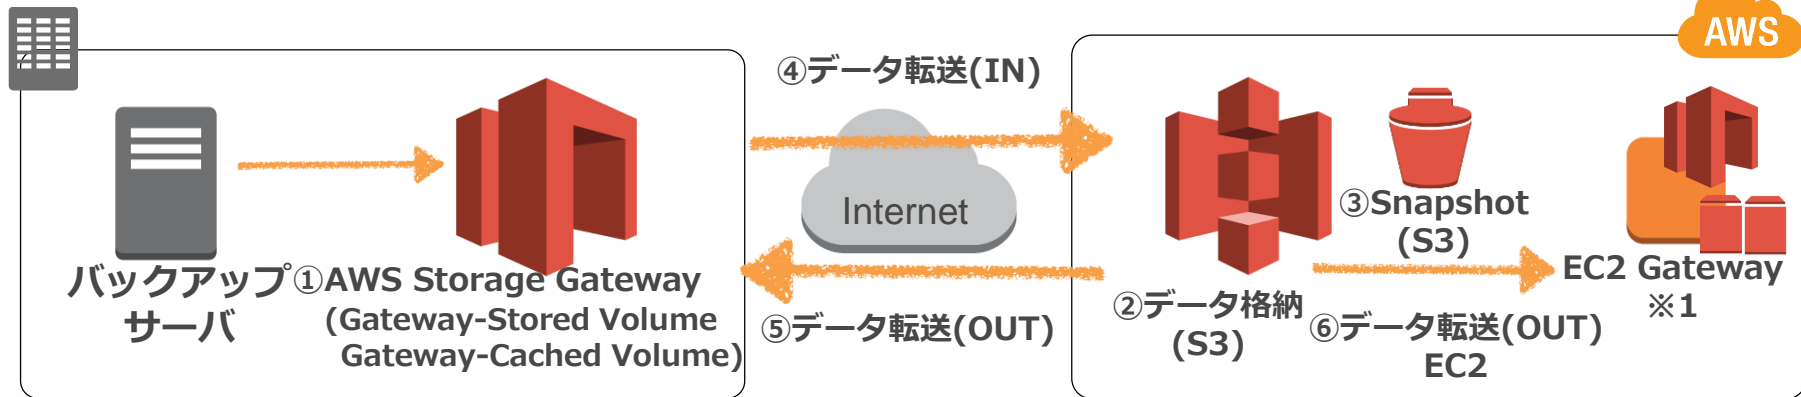 AWS
④データ転送(IN)
Internet
③Snapshot
(S3)
バックアップ
サーバ
①AWS Storage Gateway
(Gateway-Stored Volume
Gateway-Cached Volume)
⑤データ転送(OUT)
②データ格納
(S3)
⑥データ転送(OUT)
EC2
EC2 Gateway
※1